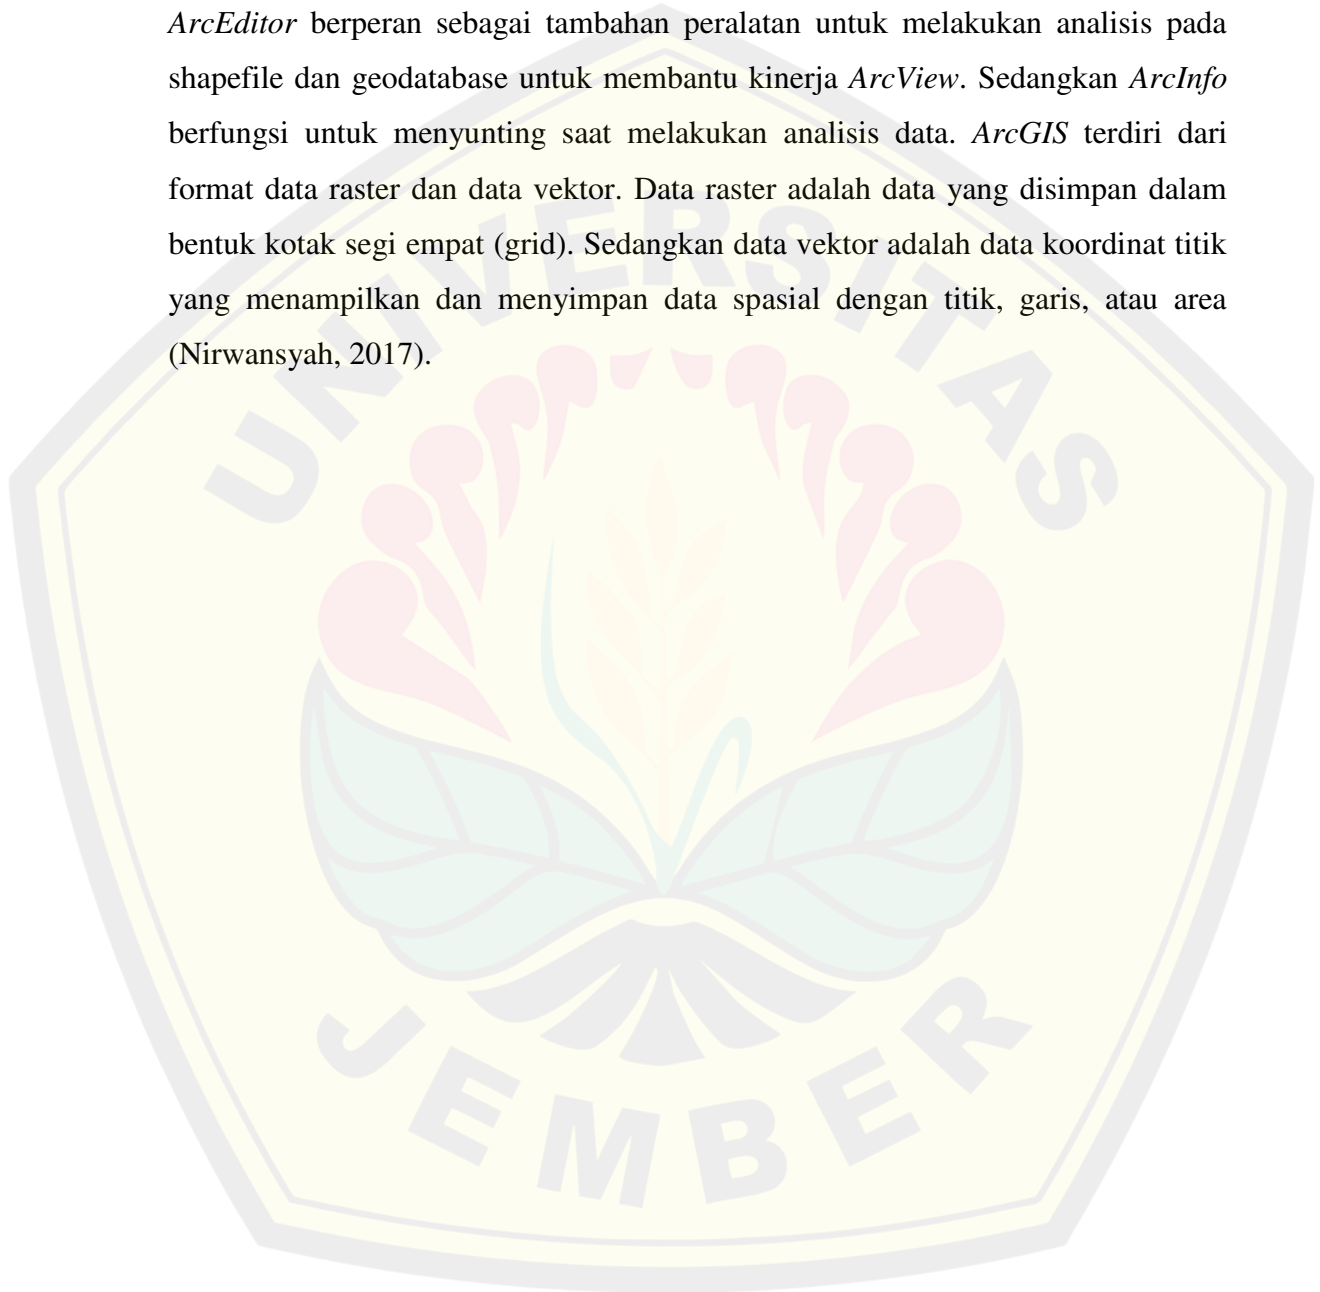 ArcEditor berperan sebagai tambahan peralatan untuk melakukan analisis pada
shapefile dan geodatabase untuk membantu kinerja ArcView. Sedangkan ArcInfo
berfungsi untuk menyunting saat melakukan analisis data. ArcGIS terdiri dari
format data raster dan data vektor. Data raster adalah data yang disimpan dalam
bentuk kotak segi empat (grid). Sedangkan data vektor adalah data koordinat titik
yang menampilkan dan menyimpan data spasial dengan titik, garis, atau area
(Nirwansyah, 2017).
UNIVERSITAS
JEMBER